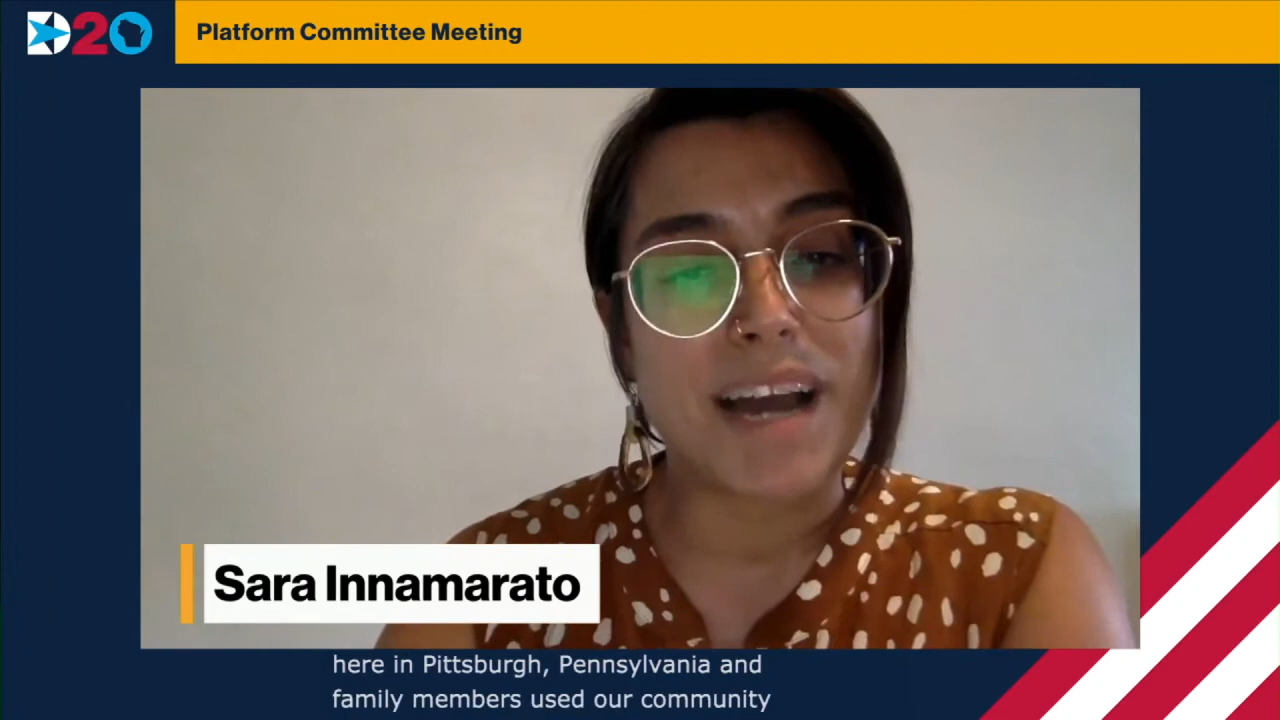 D20
Platform Committee Meeting
Sara Innamarato
here in Pittsburgh, Pennsylvania and
family members used our community